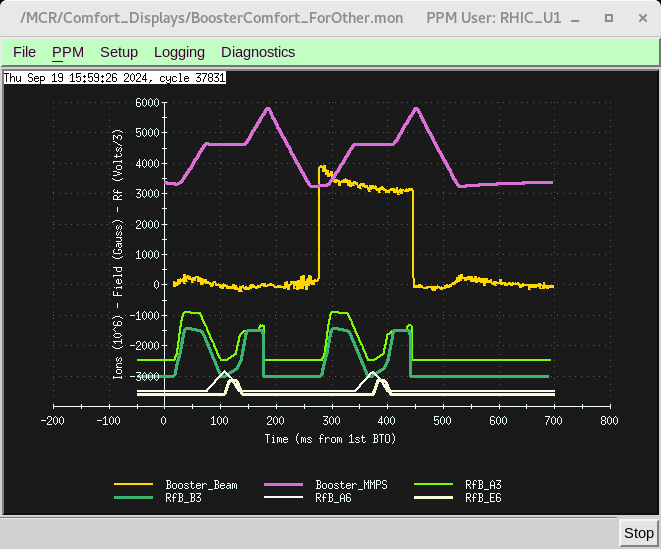 /MCR/Comfort_Displays/BoosterComfort_ForOther.mon PPM User: RHIC_U1
File PPM Setup Logging Diagnostics
Thu Sep 19 15:59:26 2024, cycle 37831
6000
5000
4000
3000
2000
1000
0
-1000
-2000
-3000
Ions (10^6) - Field (Gauss) - Rf (Volts/3)
-200 -100 0 100 200 300 400 500 600 700 800
Time (ms from 1st BTO)
Booster_Beam Booster_MMPS RfB_A3
RfB_B3 RfB_A6 RfB_E6
Stop